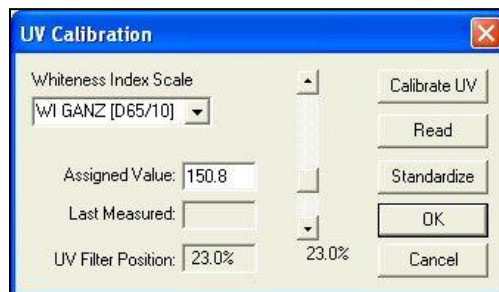 UV Calibration
Whiteness Index Scale
WI GANZ [D65/10]
Assigned Value: 150.8
Last Measured:
UV Filter Position: 23.0%
23.0%
Calibrate UV
Read
Standardize
OK
Cancel